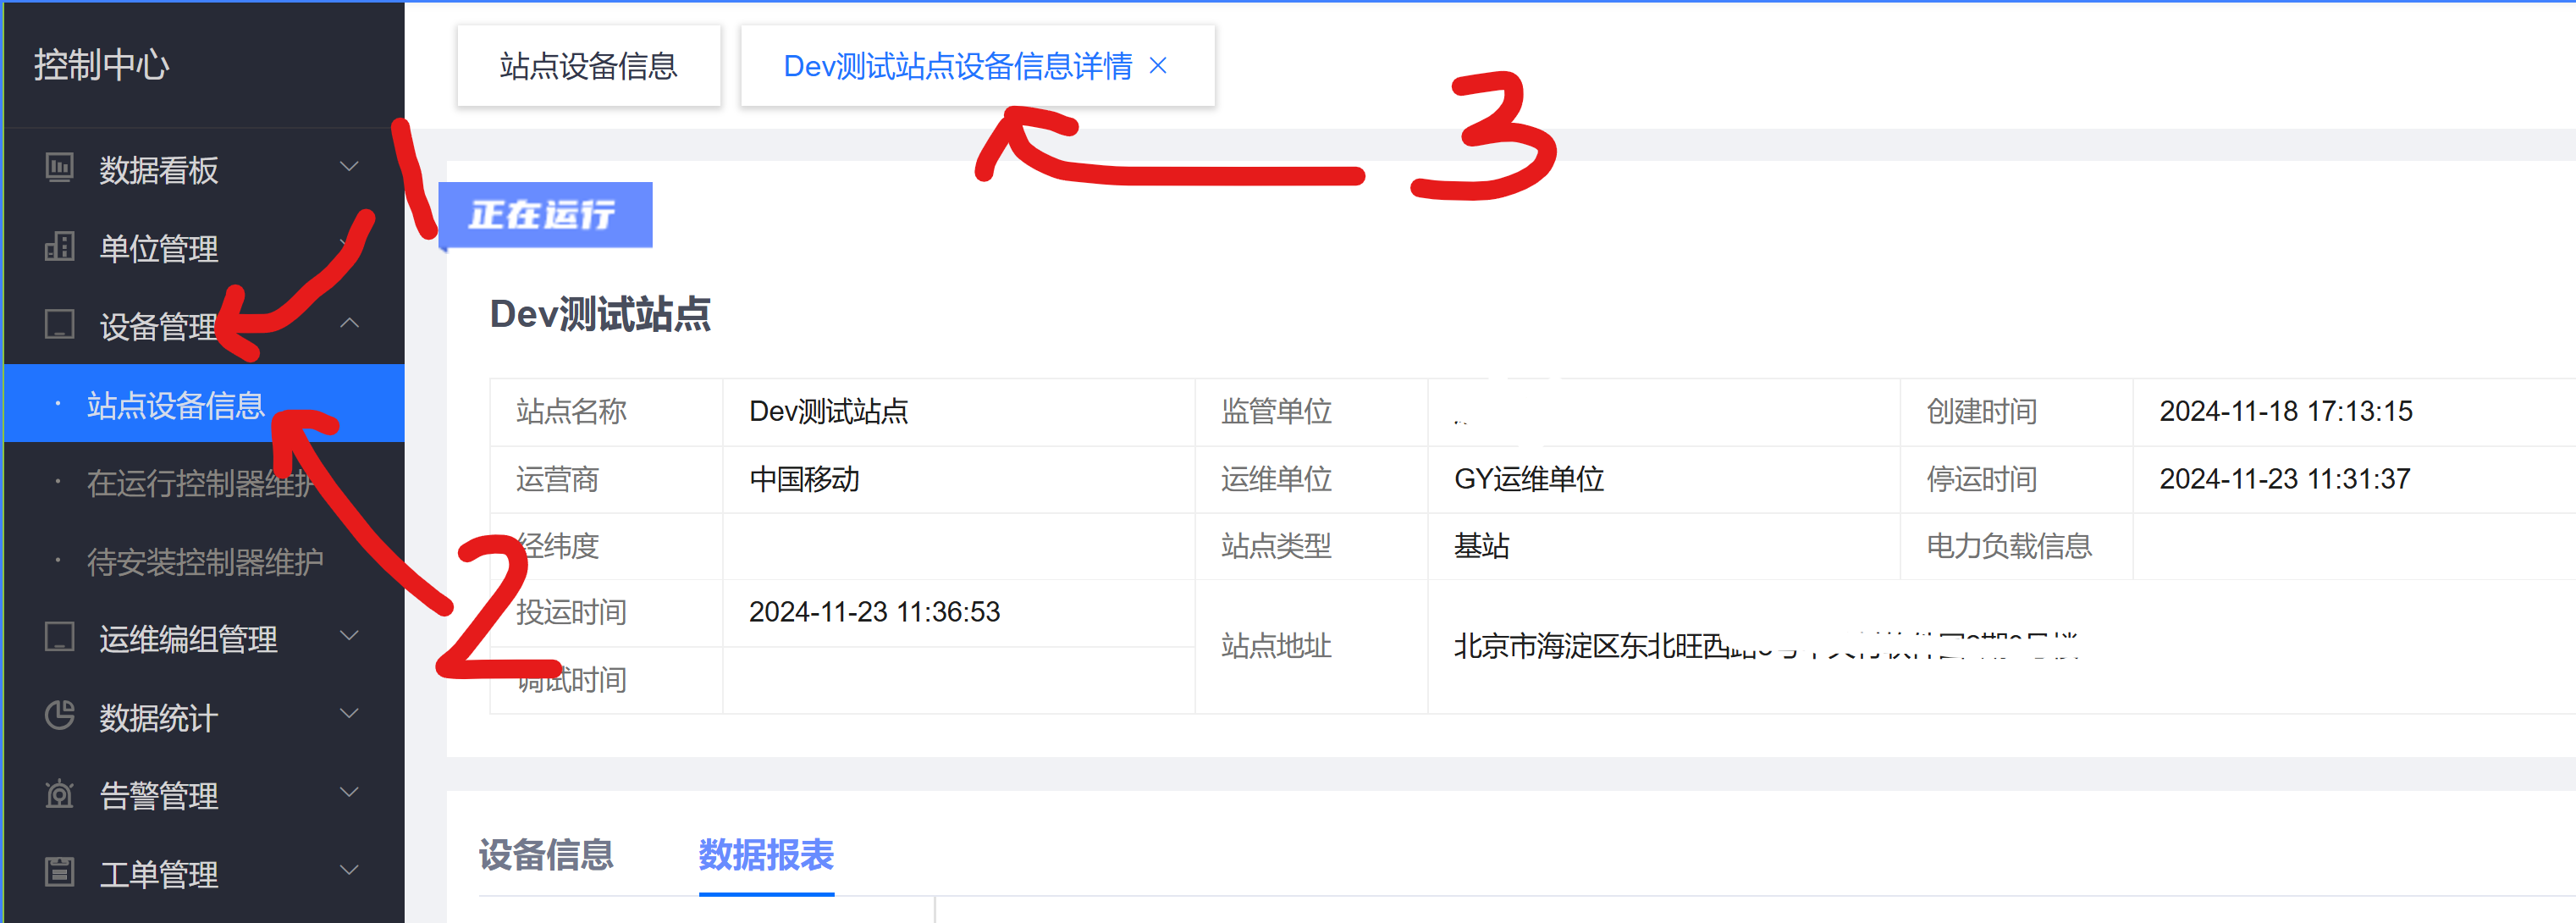 控制中心
数据看板
单位管理
设备管理
站点设备信息
在运行控制器维护
待安装控制器维护
运维编组管理
数据统计
告警管理
工单管理
站点设备信息
Dev测试站点设备信息详情
1
2
3
正在运行
Dev测试站点
站点名称 Dev测试站点 监管单位 创建时间 2024-11-18 17:13:15
运营商 中国移动 运维单位 GY运维单位 停运时间 2024-11-23 11:31:37
经纬度 站点类型 基站 电力负载信息
投运时间 2024-11-23 11:36:53
站点地址 北京市海淀区东北旺西路
调试时间
设备信息 数据报表